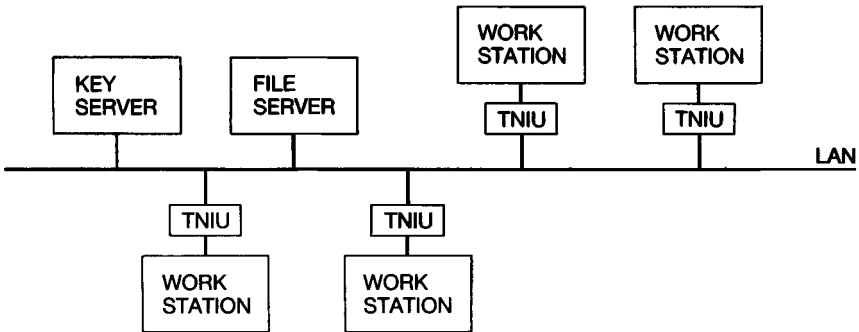 WORK
STATION
WORK
STATION
KEY
SERVER
FILE
SERVER
TNIU
TNIU
LAN
TNIU
TNIU
WORK
STATION
WORK
STATION